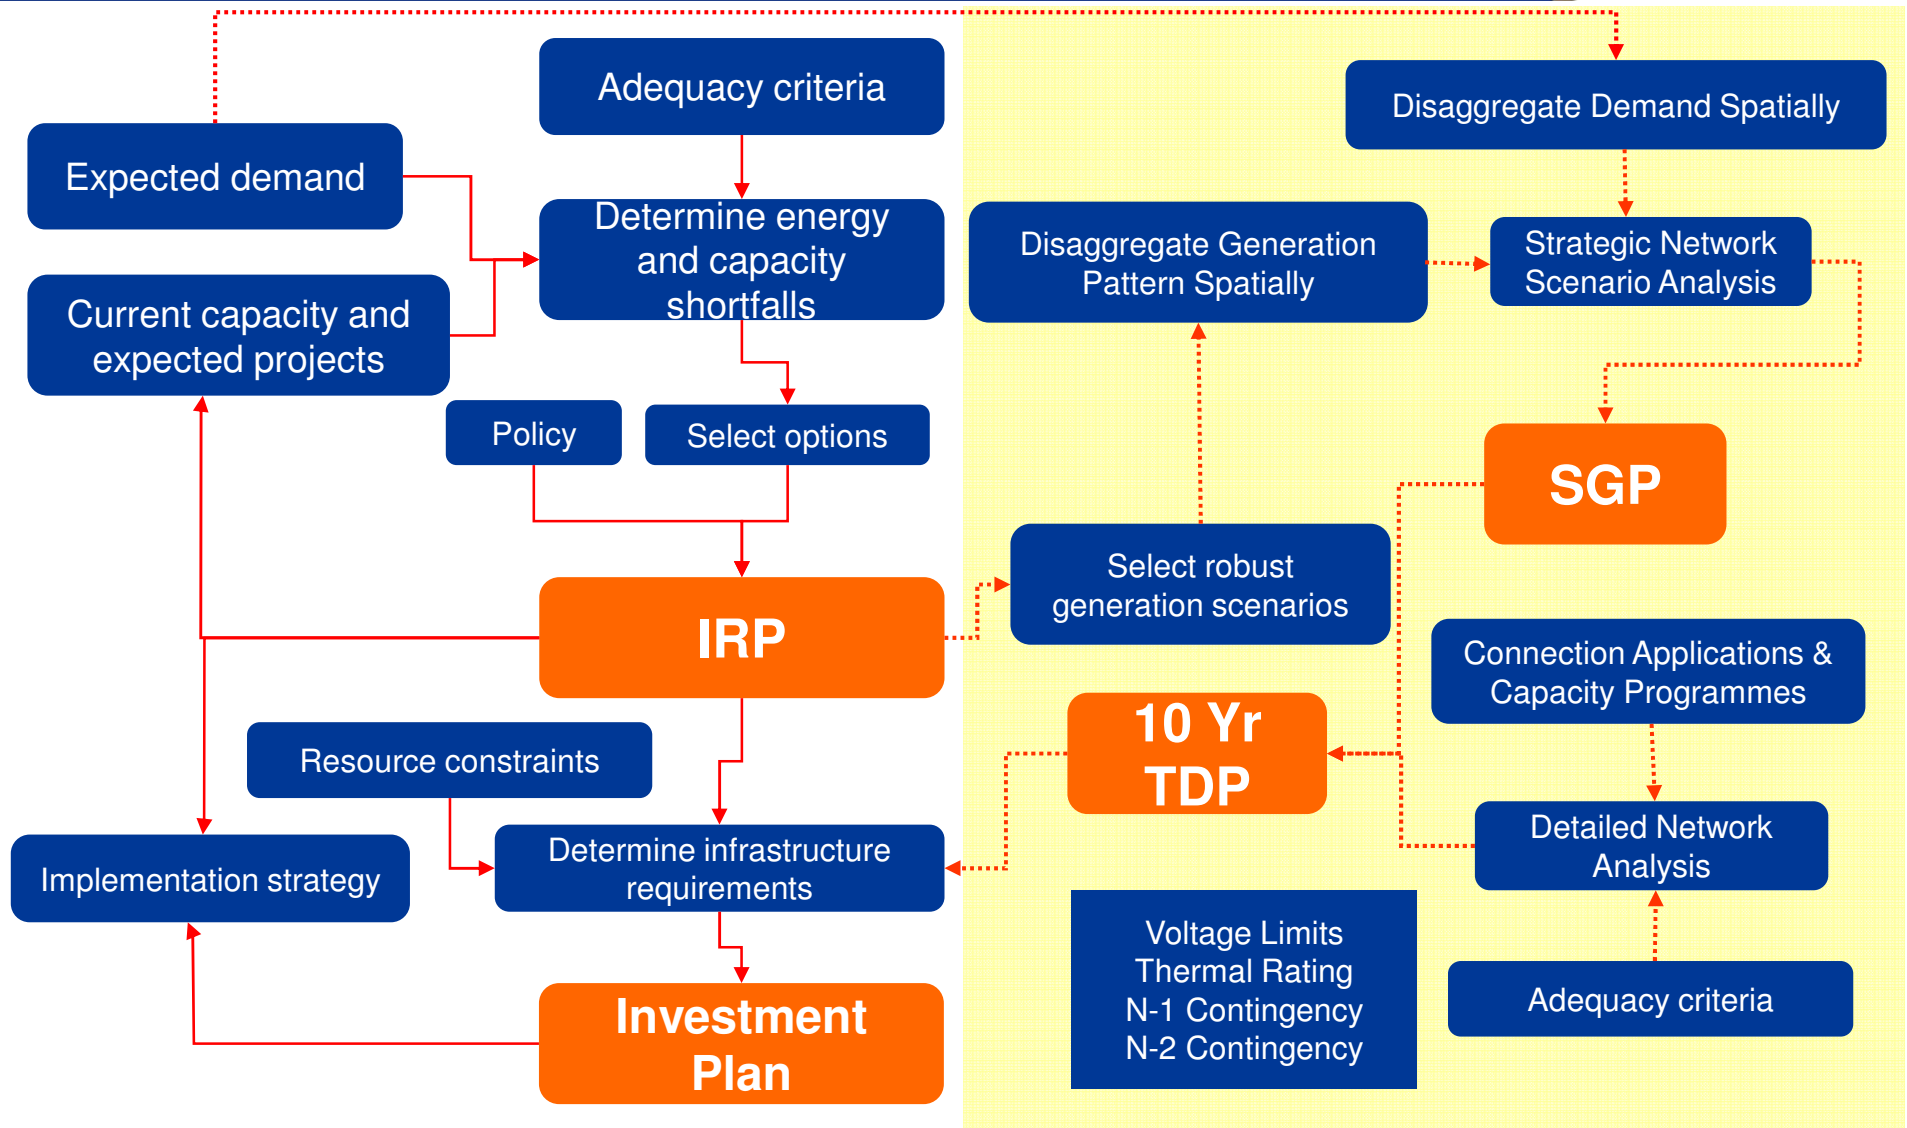 Adequacy criteria
Expected demand
Determine energy
and capacity
shortfalls
Current capacity and
expected projects
Policy
Select options
IRP
Resource constraints
Determine infrastructure
requirements
Implementation strategy
Investment
Plan
Disaggregate Demand Spatially
Disaggregate Generation
Pattern Spatially
Strategic Network
Scenario Analysis
SGP
Select robust
generation scenarios
Connection Applications &
Capacity Programmes
10 Yr
TDP
Detailed Network
Analysis
Voltage Limits
Thermal Rating
N-1 Contingency
N-2 Contingency
Adequacy criteria